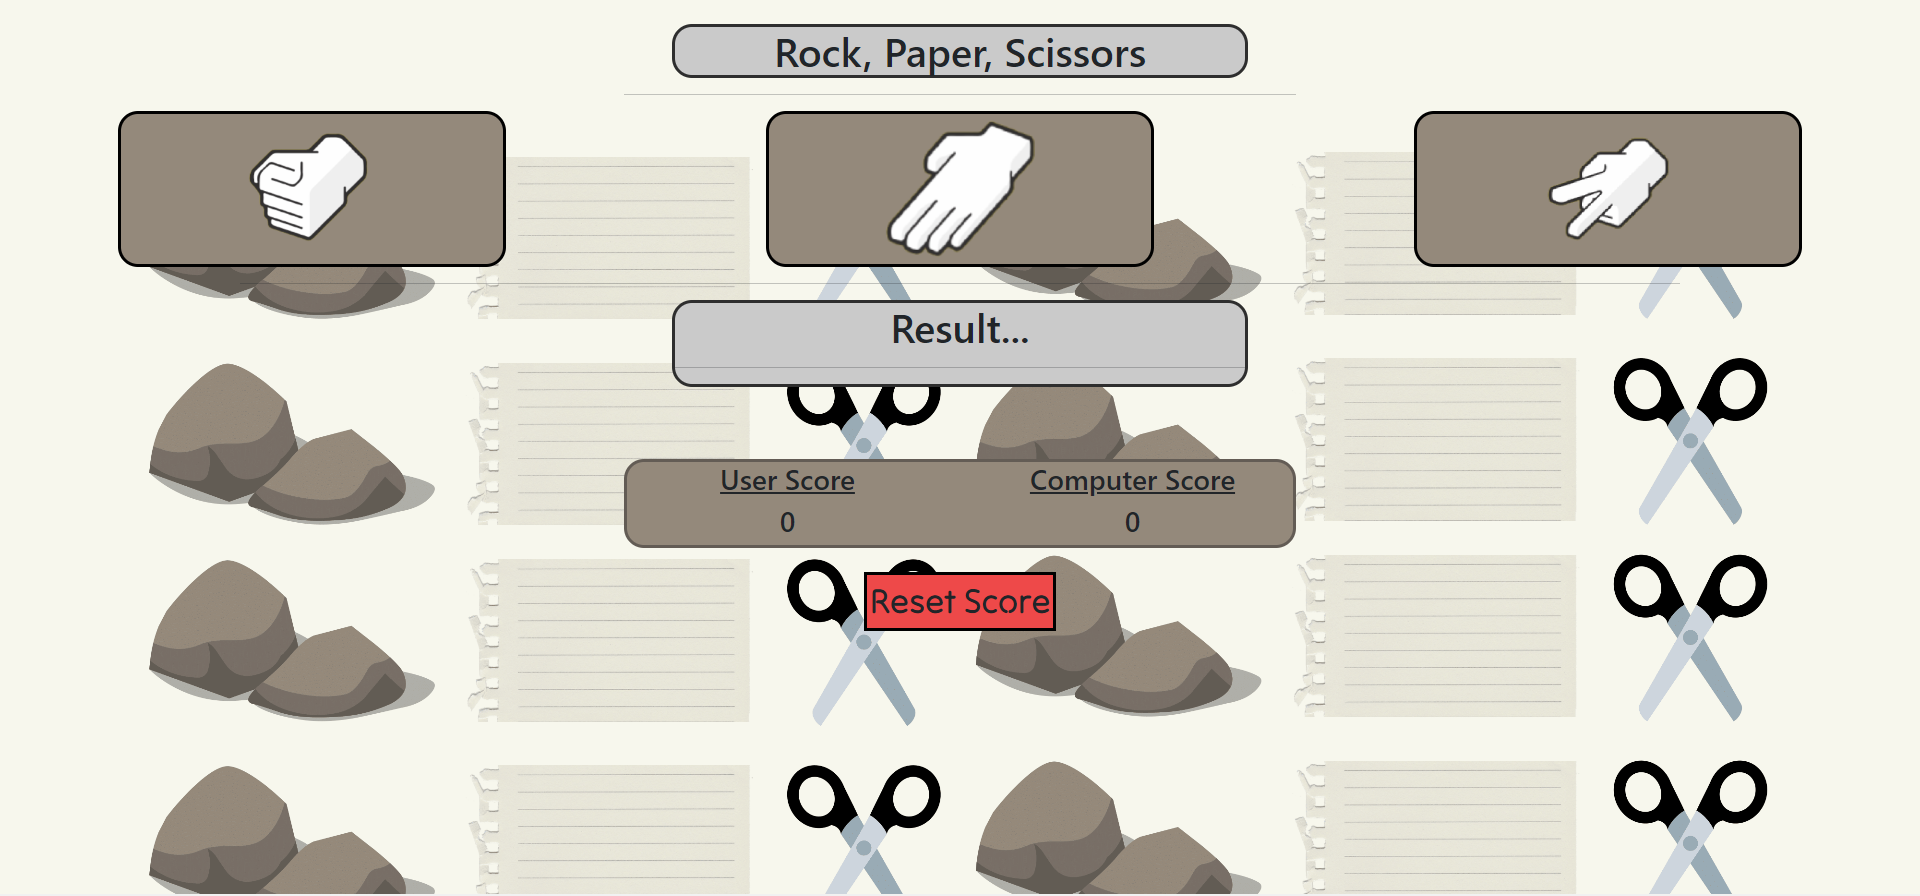 Rock, Paper, Scissors
Result...
User Score
Computer Score
0
0
Reset Score